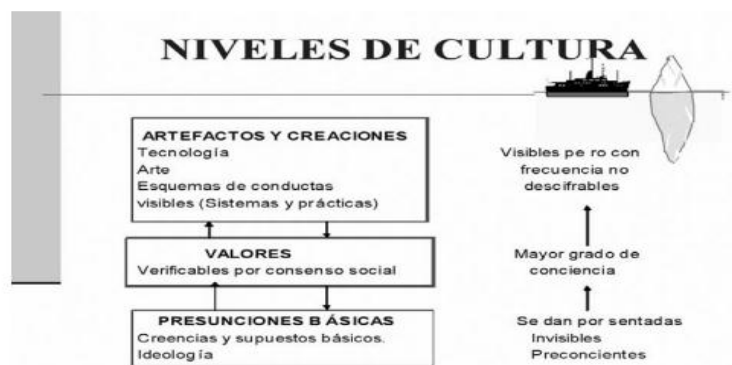 NIVELES DE CULTURA
ARTEFACTOS Y CREACIONES
Tecnología
Arte
Esquemas de conductas
visibles (Sistemas y prácticas)
Visibles pe ro con
frecuencia no
descifrables
VALORES
Verificables por consenso social
Mayor grado de
conciencia
PRESUNCIONES B ÁSICAS
Creencias y supuestos básicos.
Ideología
Se dan por sentadas
Invisibles
Preconcientes